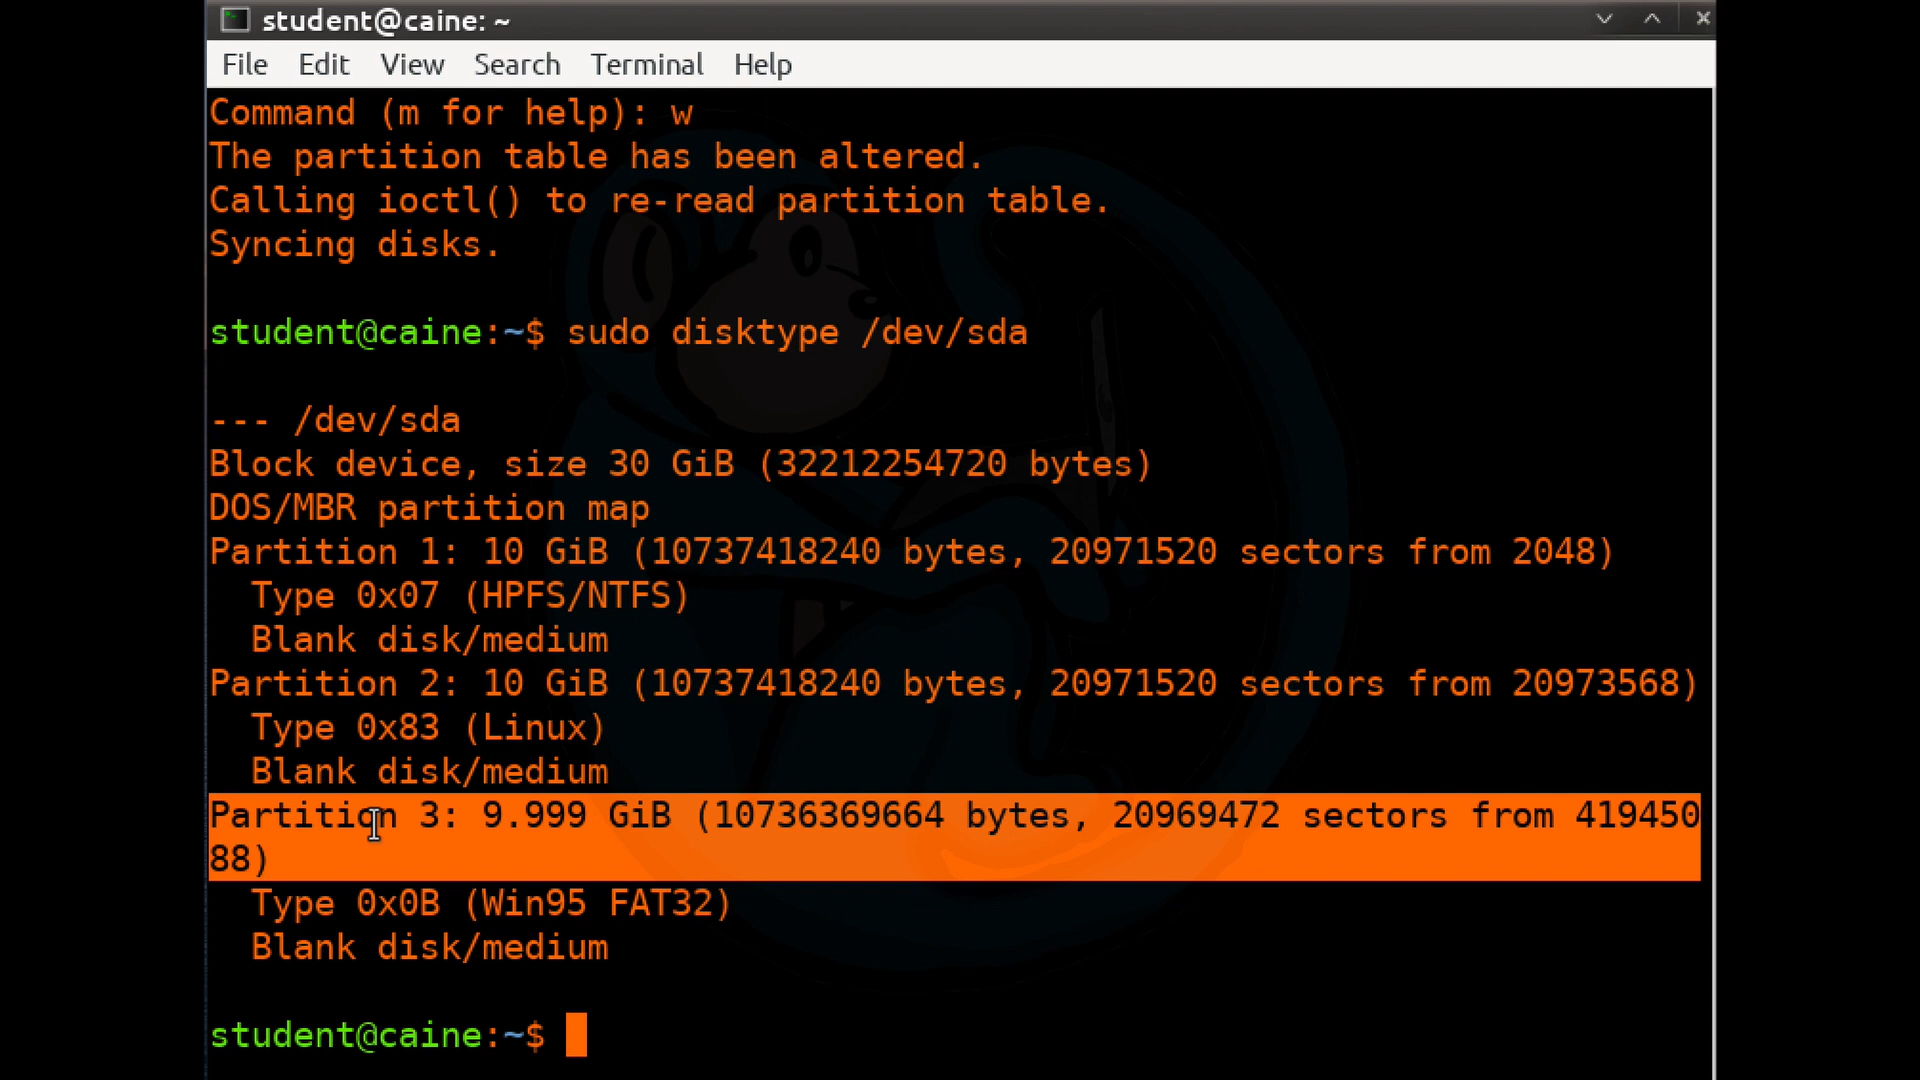 student@caine: ~
File Edit View Search Terminal Help
Command (m for help): w
The partition table has been altered.
Calling ioctl() to re-read partition table.
Syncing disks.
student@caine:~$ sudo disktype /dev/sda
--- /dev/sda
Block device, size 30 GiB (32212254720 bytes)
DOS/MBR partition map
Partition 1: 10 GiB (10737418240 bytes, 20971520 sectors from 2048)
  Type 0x07 (HPFS/NTFS)
  Blank disk/medium
Partition 2: 10 GiB (10737418240 bytes, 20971520 sectors from 20973568)
  Type 0x83 (Linux)
  Blank disk/medium
Partition 3: 9.999 GiB (10736369664 bytes, 20969472 sectors from 419450
88)
  Type 0x0B (Win95 FAT32)
  Blank disk/medium
student@caine:~$